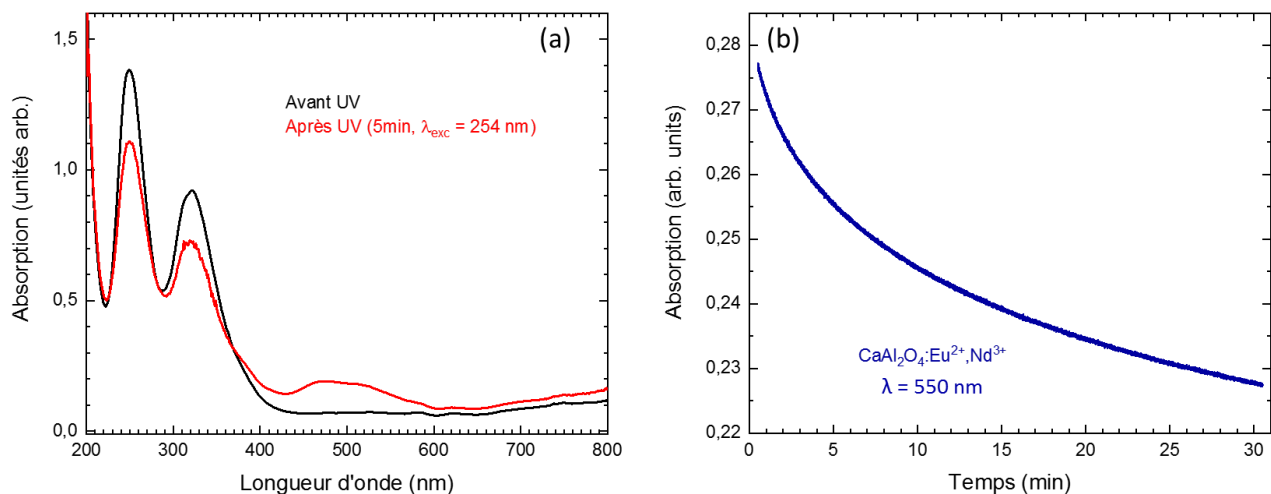 (a)
1,5
1,0
0,5
0,0
Absorption (unités arb.)
Avant UV
Après UV (5min, λexc = 254 nm)
200 300 400 500 600 700 800
Longueur d'onde (nm)
(b)
0,28
0,27
0,26
0,25
0,24
0,23
0,22
Absorption (arb. units)
CaAl2O4:Eu2+,Nd3+
λ = 550 nm
0 5 10 15 20 25 30
Temps (min)